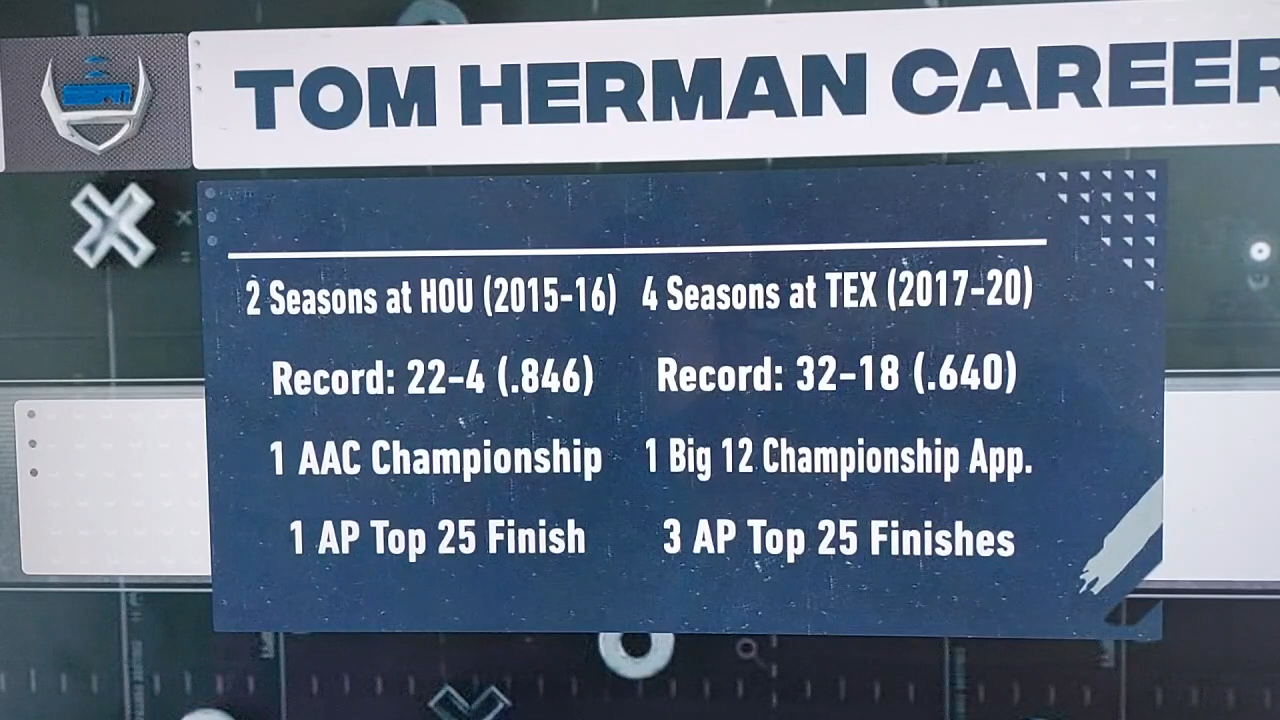 TOM HERMAN CAREER
2 Seasons at HOU (2015-16) 4 Seasons at TEX (2017-20)
Record: 22-4 (.846) Record: 32-18 (.640)
1 AAC Championship 1 Big 12 Championship App.
1 AP Top 25 Finish 3 AP Top 25 Finishes